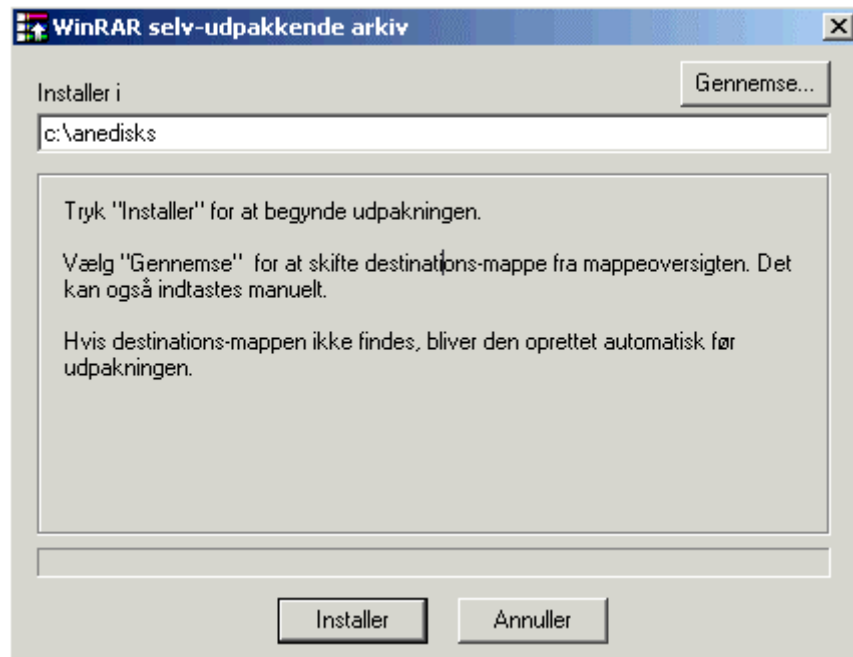 WinRAR selv-udpakkende arkiv
Gennemse...
Installer i
c:\anedisks
Tryk "Installer" for at begynde udpakningen.
Vælg "Gennemse"  for at skifte destinations-mappe fra mappeoversigten. Det
kan også indtastes manuelt.
Hvis destinations-mappen ikke findes, bliver den oprettet automatisk før
udpakningen.
Installer
Annuller